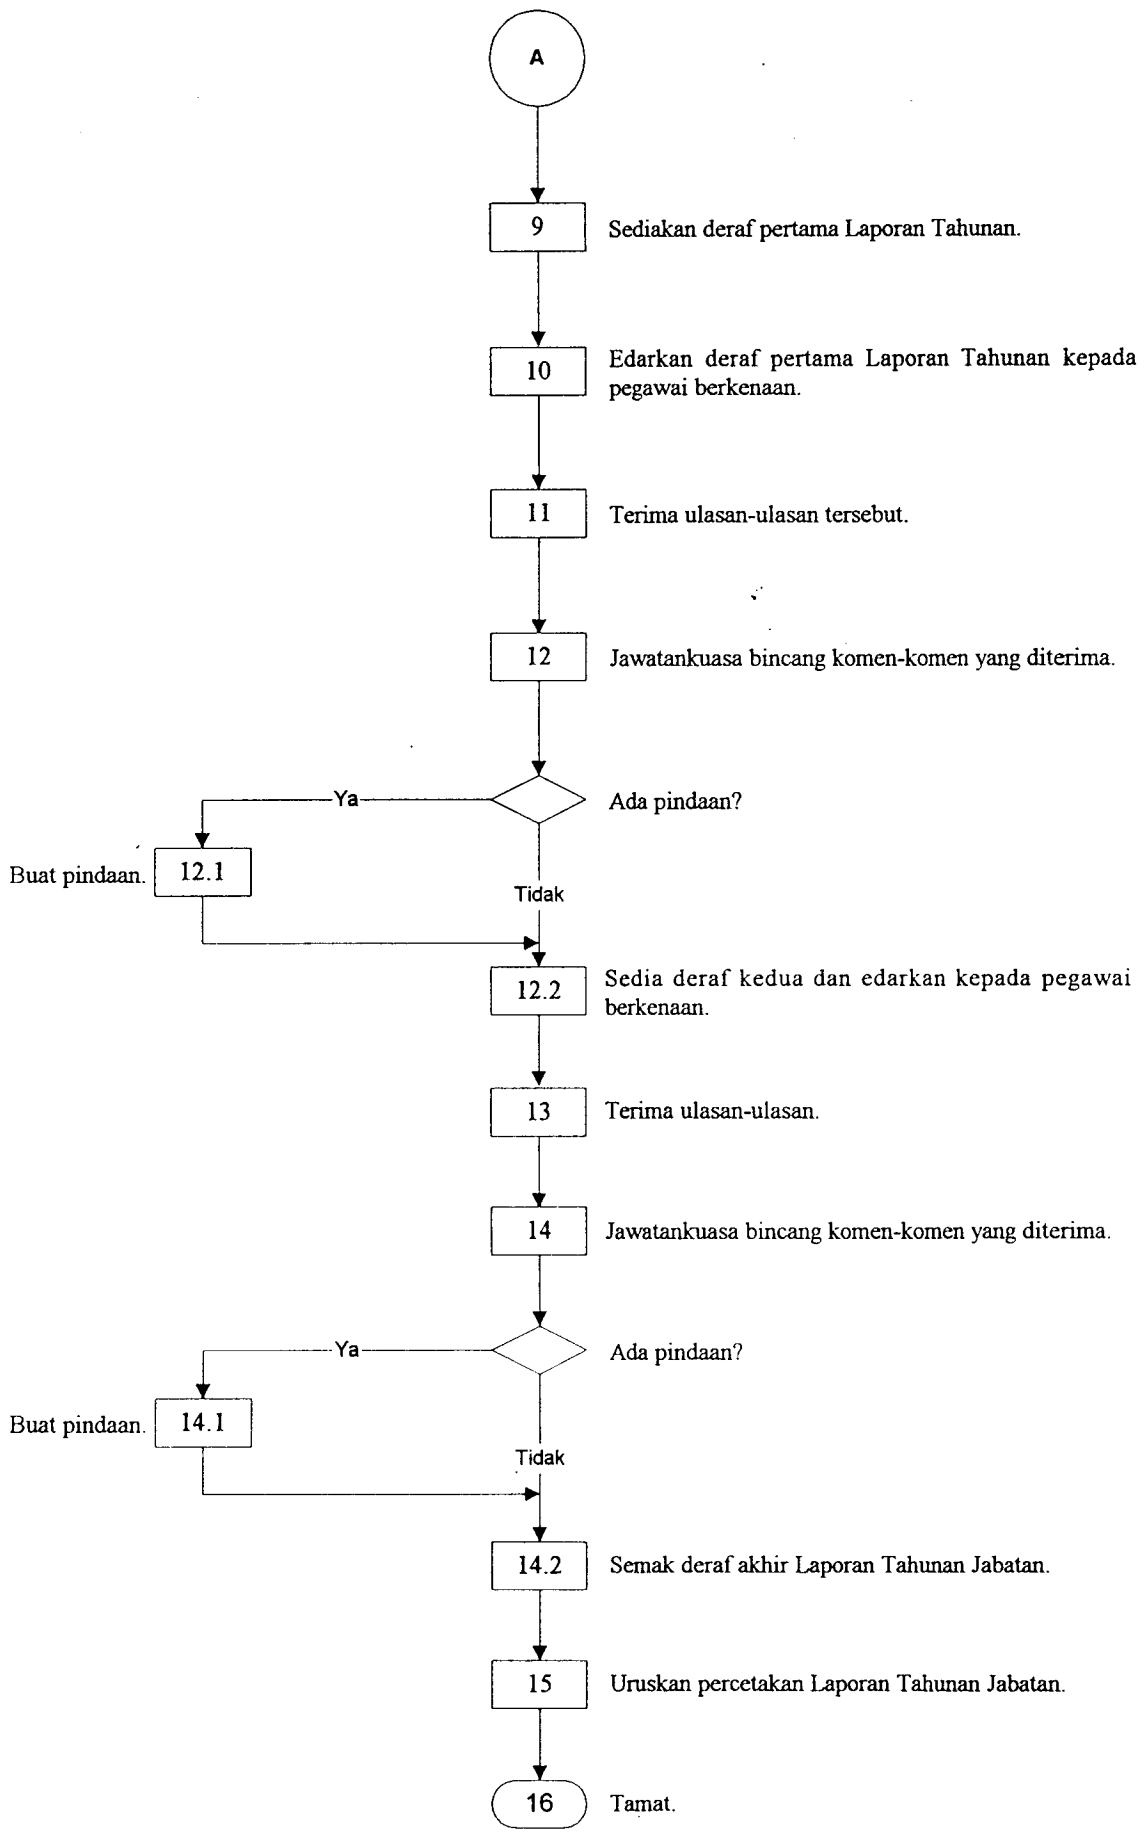 A
9
Sediakan deraf pertama Laporan Tahunan.
10
Edarkan deraf pertama Laporan Tahunan kepada
pegawai berkenaan.
11
Terima ulasan-ulasan tersebut.
12
Jawatankuasa bincang komen-komen yang diterima.
Ya
Ada pindaan?
Buat pindaan.
12.1
Tidak
12.2
Sedia deraf kedua dan edarkan kepada pegawai
berkenaan.
13
Terima ulasan-ulasan.
14
Jawatankuasa bincang komen-komen yang diterima.
Ya
Ada pindaan?
Buat pindaan.
14.1
Tidak
14.2
Semak deraf akhir Laporan Tahunan Jabatan.
15
Uruskan percetakan Laporan Tahunan Jabatan.
16
Tamat.